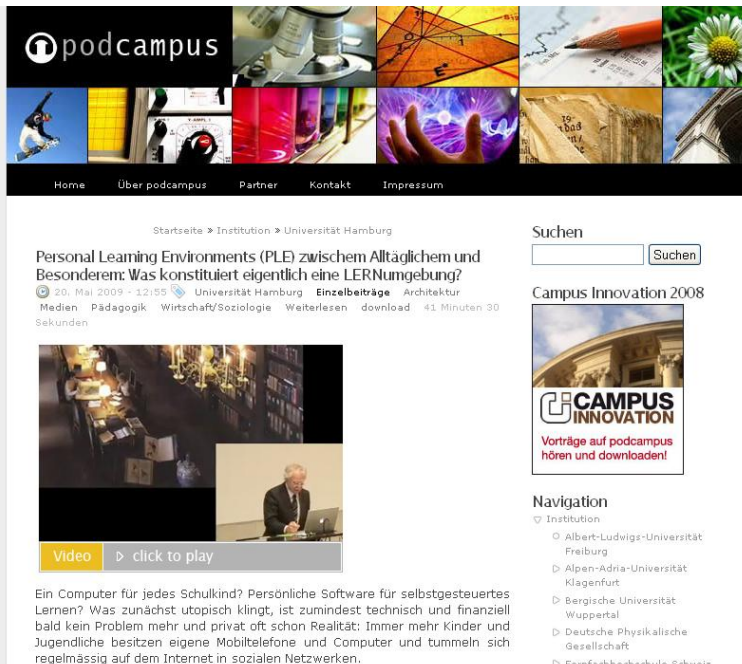 podcampus
Home Über podcampus Partner Kontakt Impressum
Startseite » Institution » Universität Hamburg
Personal Learning Environments (PLE) zwischem Alltäglichem und
Besonderem: Was konstituiert eigentlich eine LERNumgebung?
20. Mai 2009 - 12:55 Universität Hamburg Einzelbeiträge Architektur
Medien Pädagogik Wirtschaft/Soziologie Weiterlesen download 41 Minuten 30
Sekunden
Video click to play
Ein Computer für jedes Schulkind? Persönliche Software für selbstgesteuertes
Lernen? Was zunächst utopisch klingt, ist zumindest technisch und finanziell
bald kein Problem mehr und privat oft schon Realität: Immer mehr Kinder und
Jugendliche besitzen eigene Mobiltelefone und Computer und tummeln sich
regelmässig auf dem Internet in sozialen Netzwerken.
Suchen
Suchen
Campus Innovation 2008
CAMPUS
INNOVATION
Vorträge auf podcampus
hören und downloaden!
Navigation
Institution
Albert-Ludwigs-Universität
Freiburg
Alpen-Adria-Universität
Klagenfurt
Bergische Universität
Wuppertal
Deutsche Physikalische
Gesellschaft